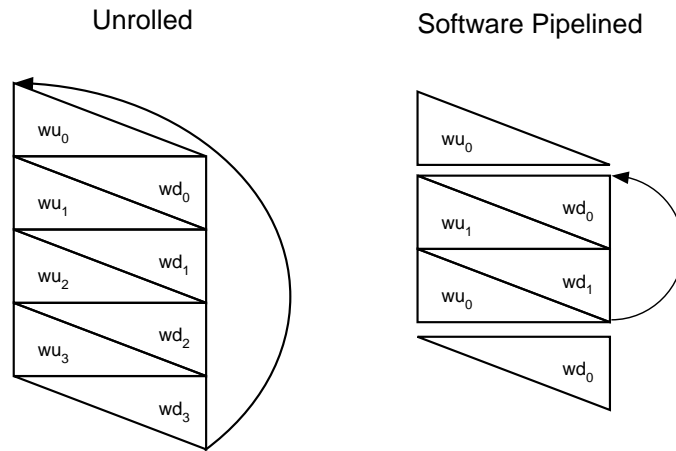 Unrolled
wu₀
wd₀
wu₁
wd₁
wu₂
wd₂
wu₃
wd₃
Software Pipelined
wu₀
wd₀
wu₁
wd₁
wu₀
wd₀